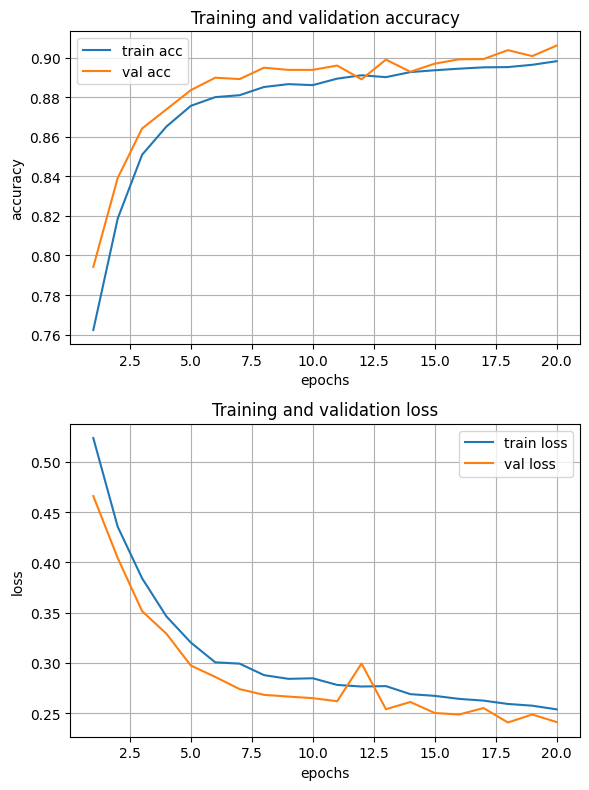 Training and validation accuracy
train acc
val acc
accuracy
0.90
0.88
0.86
0.84
0.82
0.80
0.78
0.76
2.5 5.0 7.5 10.0 12.5 15.0 17.5 20.0
epochs
Training and validation loss
train loss
val loss
loss
0.50
0.45
0.40
0.35
0.30
0.25
2.5 5.0 7.5 10.0 12.5 15.0 17.5 20.0
epochs